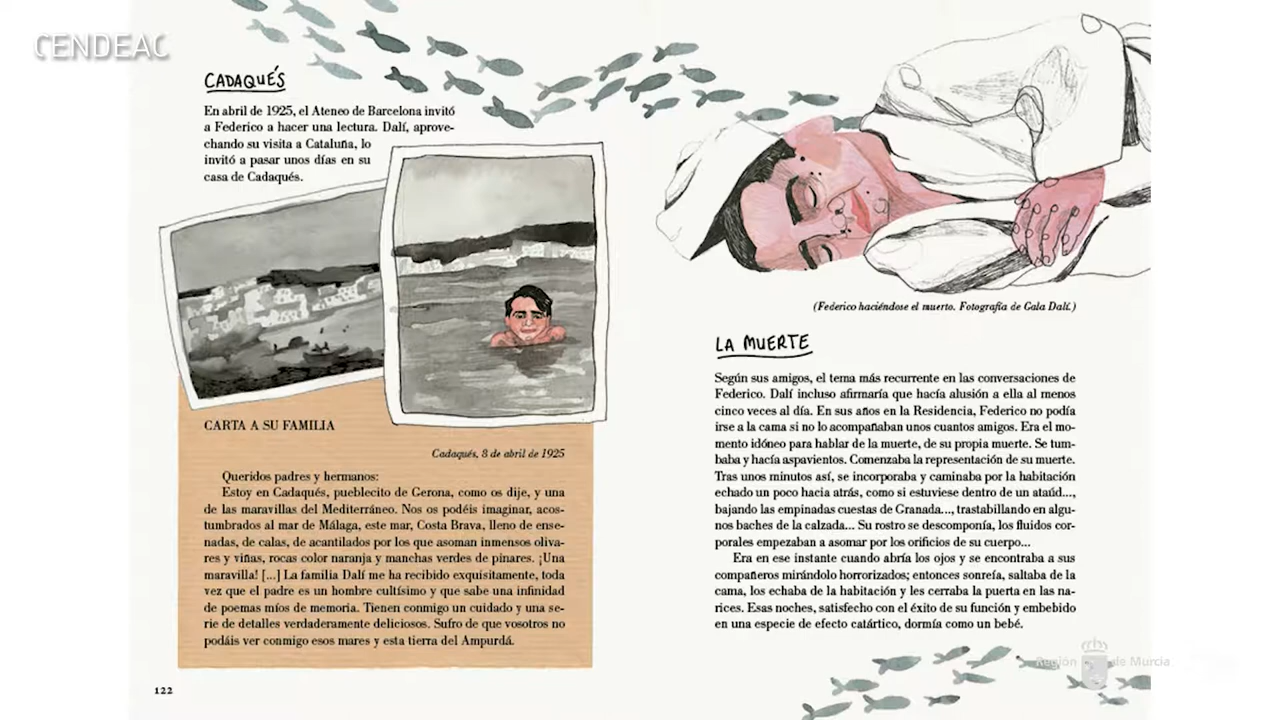 CENDEAC
CADAQUÉS
En abril de 1925, el Ateneo de Barcelona invitó
a Federico a hacer una lectura. Dalí, aprove-
chando su visita a Cataluña, lo
invitó a pasar unos días en su
casa de Cadaqués.
CARTA A SU FAMILIA
Cadaqués, 8 de abril de 1925
Queridos padres y hermanos:
Estoy en Cadaqués, pueblecito de Gerona, como os dije, y una
de las maravillas del Mediterráneo. Nos os podéis imaginar, acos-
tumbrados al mar de Málaga, este mar, Costa Brava, lleno de ense-
nadas, de calas, de acantilados por los que asoman inmensos oliva-
res y viñas, rocas color naranja y manchas verdes de pinares. ¡Una
maravilla! [...] La familia Dalí me ha recibido exquisitamente, toda
vez que el padre es un hombre cultísimo y que sabe una infinidad
de poemas míos de memoria. Tienen conmigo un cuidado y una se-
rie de detalles verdaderamente deliciosos. Sufro de que vosotros no
podáis ver conmigo esos mares y esta tierra del Ampurdá.
122
(Federico haciéndose el muerto. Fotografía de Gala Dalí.)
LA MUERTE
Según sus amigos, el tema más recurrente en las conversaciones de
Federico. Dalí incluso afirmaría que hacía alusión a ella al menos
cinco veces al día. En sus años en la Residencia, Federico no podía
irse a la cama si no lo acompañaban unos cuantos amigos. Era el mo-
mento idóneo para hablar de la muerte, de su propia muerte. Se tum-
baba y hacía aspavientos. Comenzaba la representación de su muerte.
Tras unos minutos así, se incorporaba y caminaba por la habitación
echado un poco hacia atrás, como si estuviese dentro de un ataúd...,
bajando las empinadas cuestas de Granada..., trastabillando en algu-
nos baches de la calzada... Su rostro se descomponía, los fluidos cor-
porales empezaban a asomar por los orificios de su cuerpo...
Era en ese instante cuando abría los ojos y se encontraba a sus
compañeros mirándolo horrorizados; entonces sonreía, saltaba de la
cama, los echaba de la habitación y les cerraba la puerta en las na-
rices. Esas noches, satisfecho con el éxito de su función y embebido
en una especie de efecto catártico, dormía como un bebé.
Región de Murcia